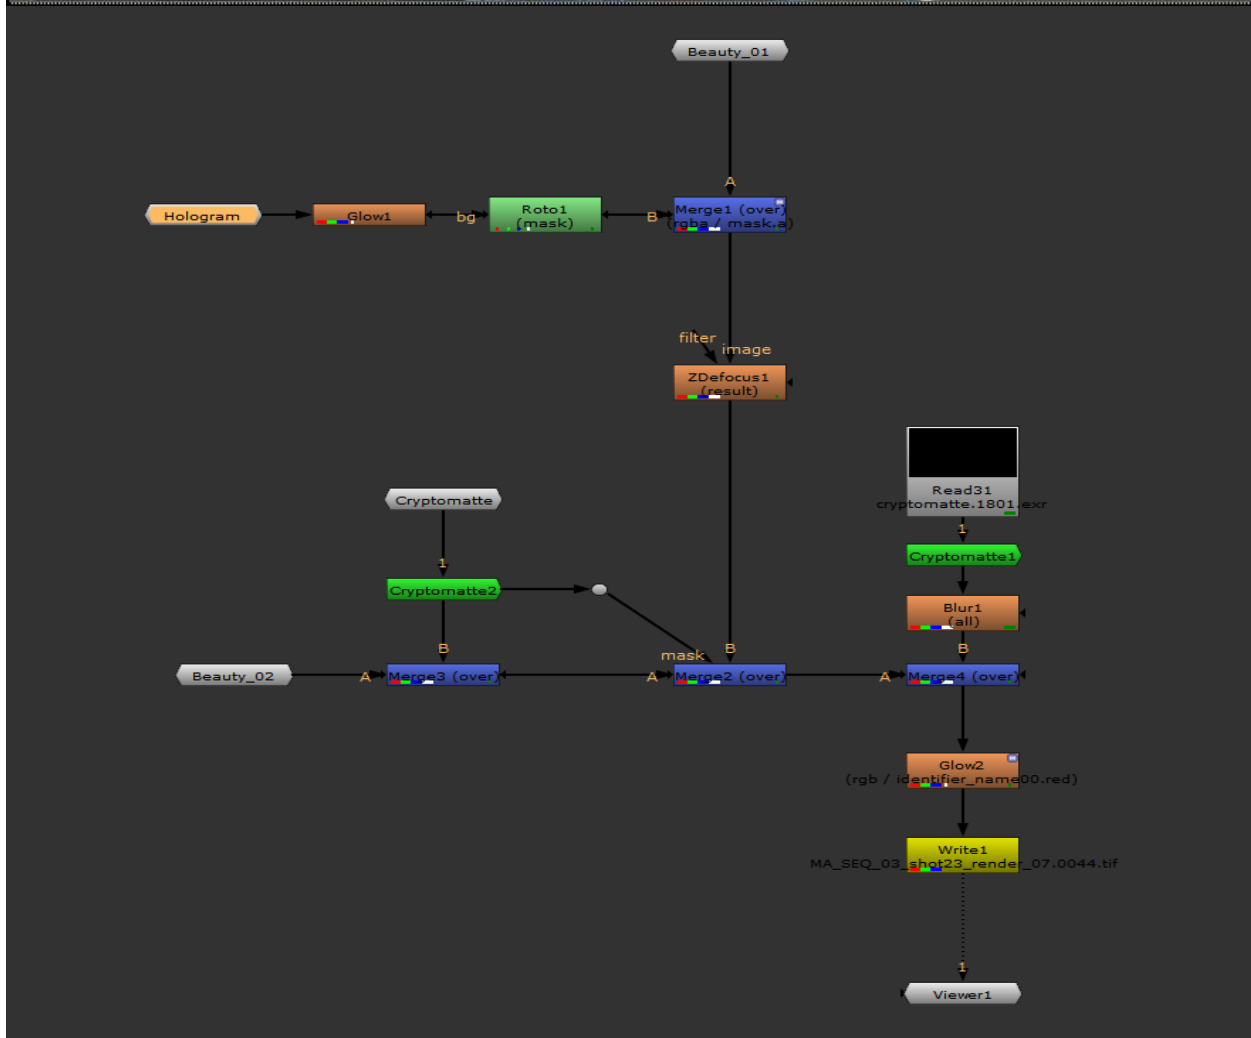 Beauty_01
A
Hologram
Glow1
bg
Roto1
(mask)
B
Merge1 (over)
(rgba / mask.a)
filter
image
ZDefocus1
(result)
Read31
cryptomatte.1801.exr
Cryptomatte
1
Cryptomatte1
1
Cryptomatte2
Blur1
(all)
B
mask
B
B
Beauty_02
A
Merge3 (over)
A
Merge2 (over)
A
Merge4 (over)
Glow2
(rgb / identifier_name00.red)
Write1
MA_SEQ_03_shot23_render_07.0044.tif
1
Viewer1